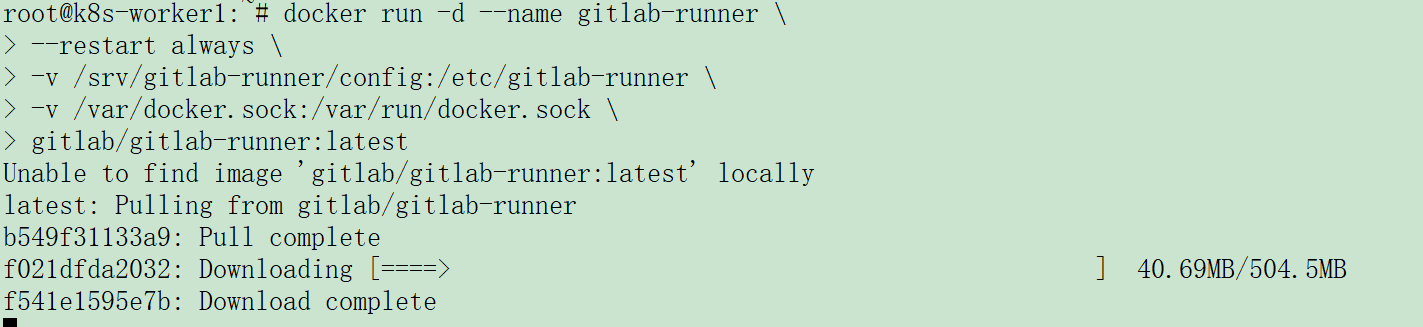 root@k8s-worker1:~# docker run -d --name gitlab-runner \
> --restart always \
> -v /srv/gitlab-runner/config:/etc/gitlab-runner \
> -v /var/docker.sock:/var/run/docker.sock \
> gitlab/gitlab-runner:latest
Unable to find image 'gitlab/gitlab-runner:latest' locally
latest: Pulling from gitlab/gitlab-runner
b549f31133a9: Pull complete
f021dfda2032: Downloading [====>                                              ]  40.69MB/504.5MB
f541e1595e7b: Download complete